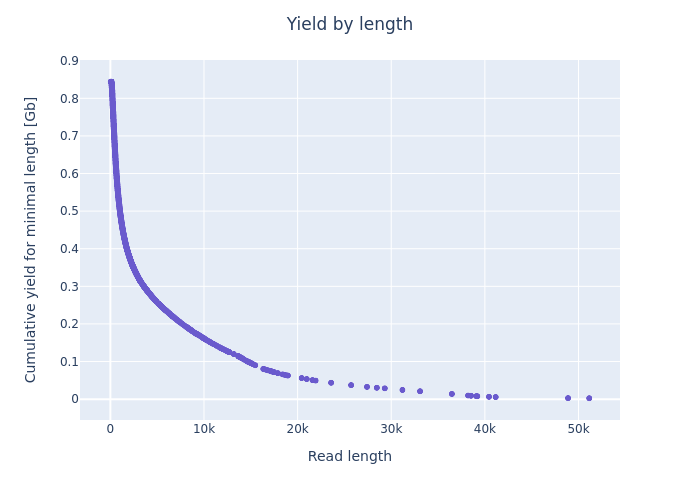 Yield by length
Cumulative yield for minimal length [Gb]
0.9
0.8
0.7
0.6
0.5
0.4
0.3
0.2
0.1
0
0 10k 20k 30k 40k 50k
Read length